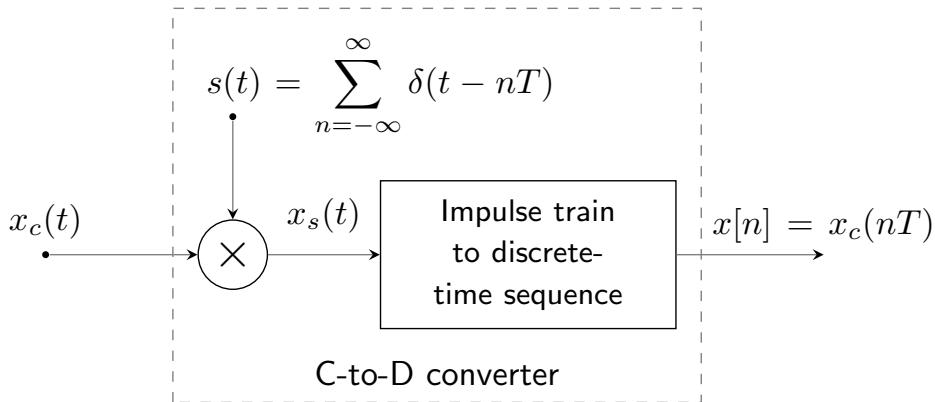 s(t) = ∞∑n=−∞ δ(t − nT)
x_c(t)
×
x_s(t)
Impulse train
to discrete-
time sequence
x[n] = x_c(nT)
C-to-D converter